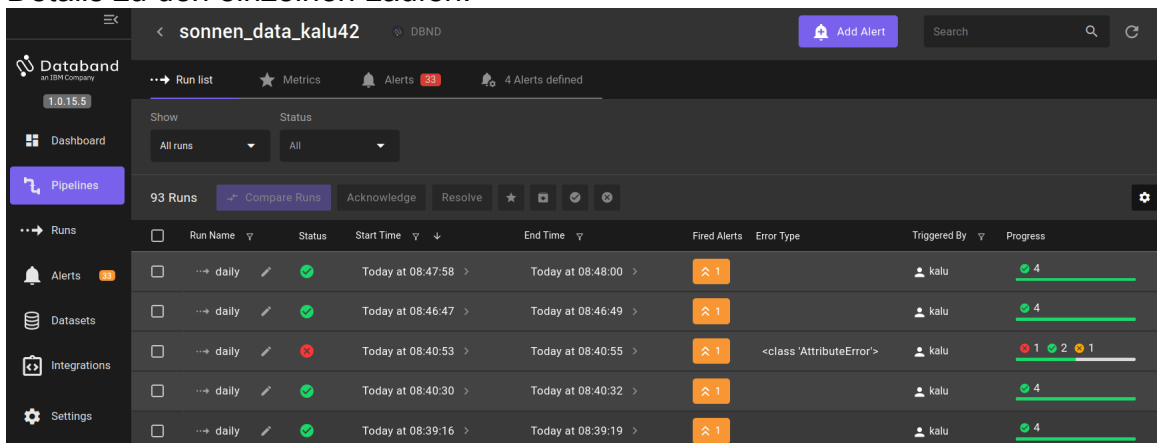 Details zu den einzelnen Läufen:
sonnen_data_kalu42 DBND Add Alert Search
Databand
an IBM Company
1.0.15.5
Dashboard
Pipelines
Runs
Alerts 33
Datasets
Integrations
Settings
Run list Metrics Alerts 33 4 Alerts defined
Show Status
All runs All
93 Runs Compare Runs Acknowledge Resolve
Run Name Status Start Time End Time Fired Alerts Error Type Triggered By Progress
daily Today at 08:47:58 Today at 08:48:00 1 kalu 4
daily Today at 08:46:47 Today at 08:46:49 1 kalu 4
daily Today at 08:40:53 Today at 08:40:55 1 <class 'AttributeError'> kalu 1 2 1
daily Today at 08:40:30 Today at 08:40:32 1 kalu 4
daily Today at 08:39:16 Today at 08:39:19 1 kalu 4